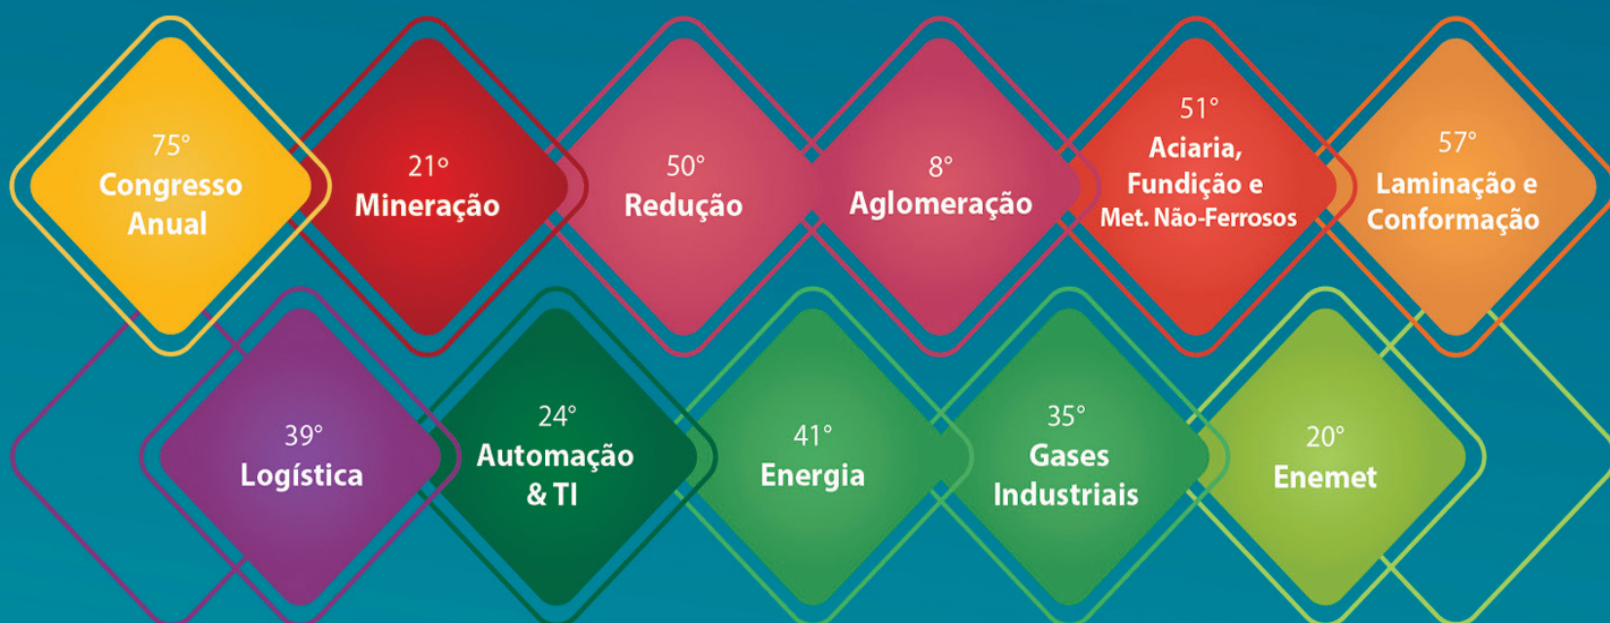 75°
Congresso
Anual
21º
Mineração
50°
Redução
8°
Aglomeração
51°
Aciaria,
Fundição e
Met. Não-Ferrosos
57°
Laminação e
Conformação
39°
Logística
24°
Automação
& TI
41°
Energia
35°
Gases
Industriais
20°
Enemet